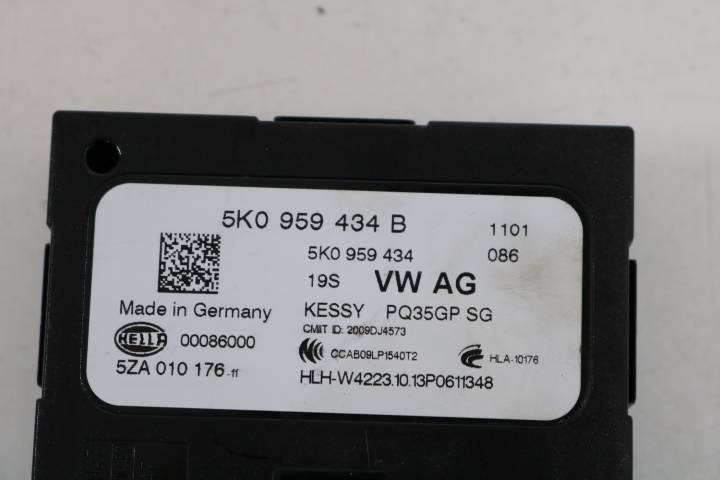 5K0 959 434 B
1101
5K0 959 434
086
19S VW AG
Made in Germany
KESSY PQ35GP SG
CMIIT ID: 2009DJ4573
HELLA 00086000
CCAB09LP1540T2
HLA-10176
5ZA 010 176-11
HLH-W4223.10.13P0611348